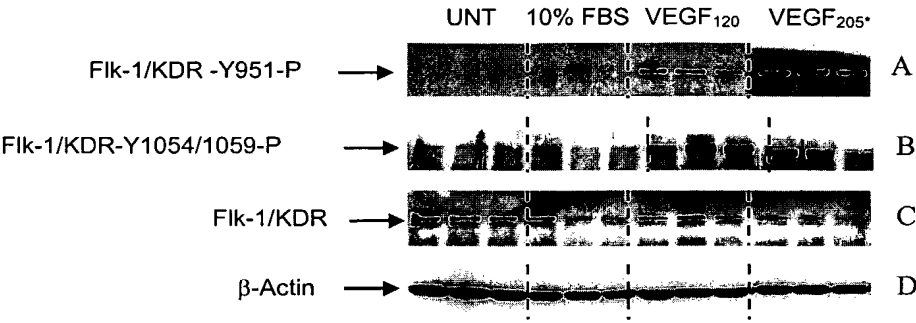 UNT 10% FBS VEGF₁₂₀ VEGF₂₀₅*
Flk-1/KDR -Y951-P A
Flk-1/KDR-Y1054/1059-P B
Flk-1/KDR C
β-Actin D